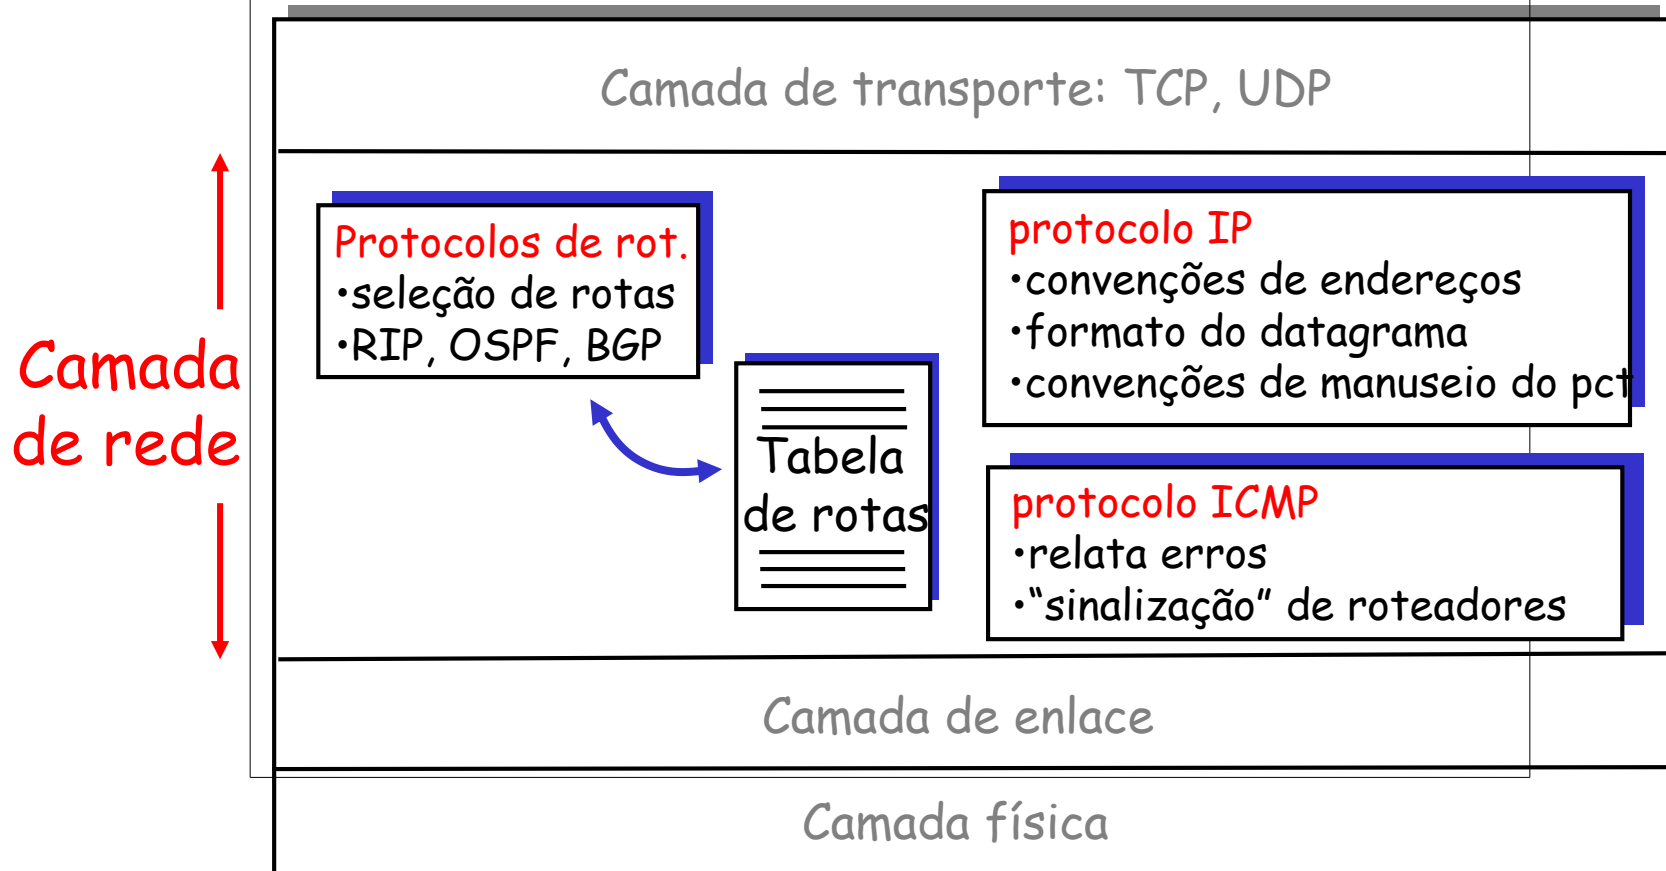 Camada de transporte: TCP, UDP
Camada
de rede
Protocolos de rot.
•seleção de rotas
•RIP, OSPF, BGP
Tabela
de rotas
protocolo IP
•convenções de endereços
•formato do datagrama
•convenções de manuseio do pct
protocolo ICMP
•relata erros
•“sinalização” de roteadores
Camada de enlace
Camada física